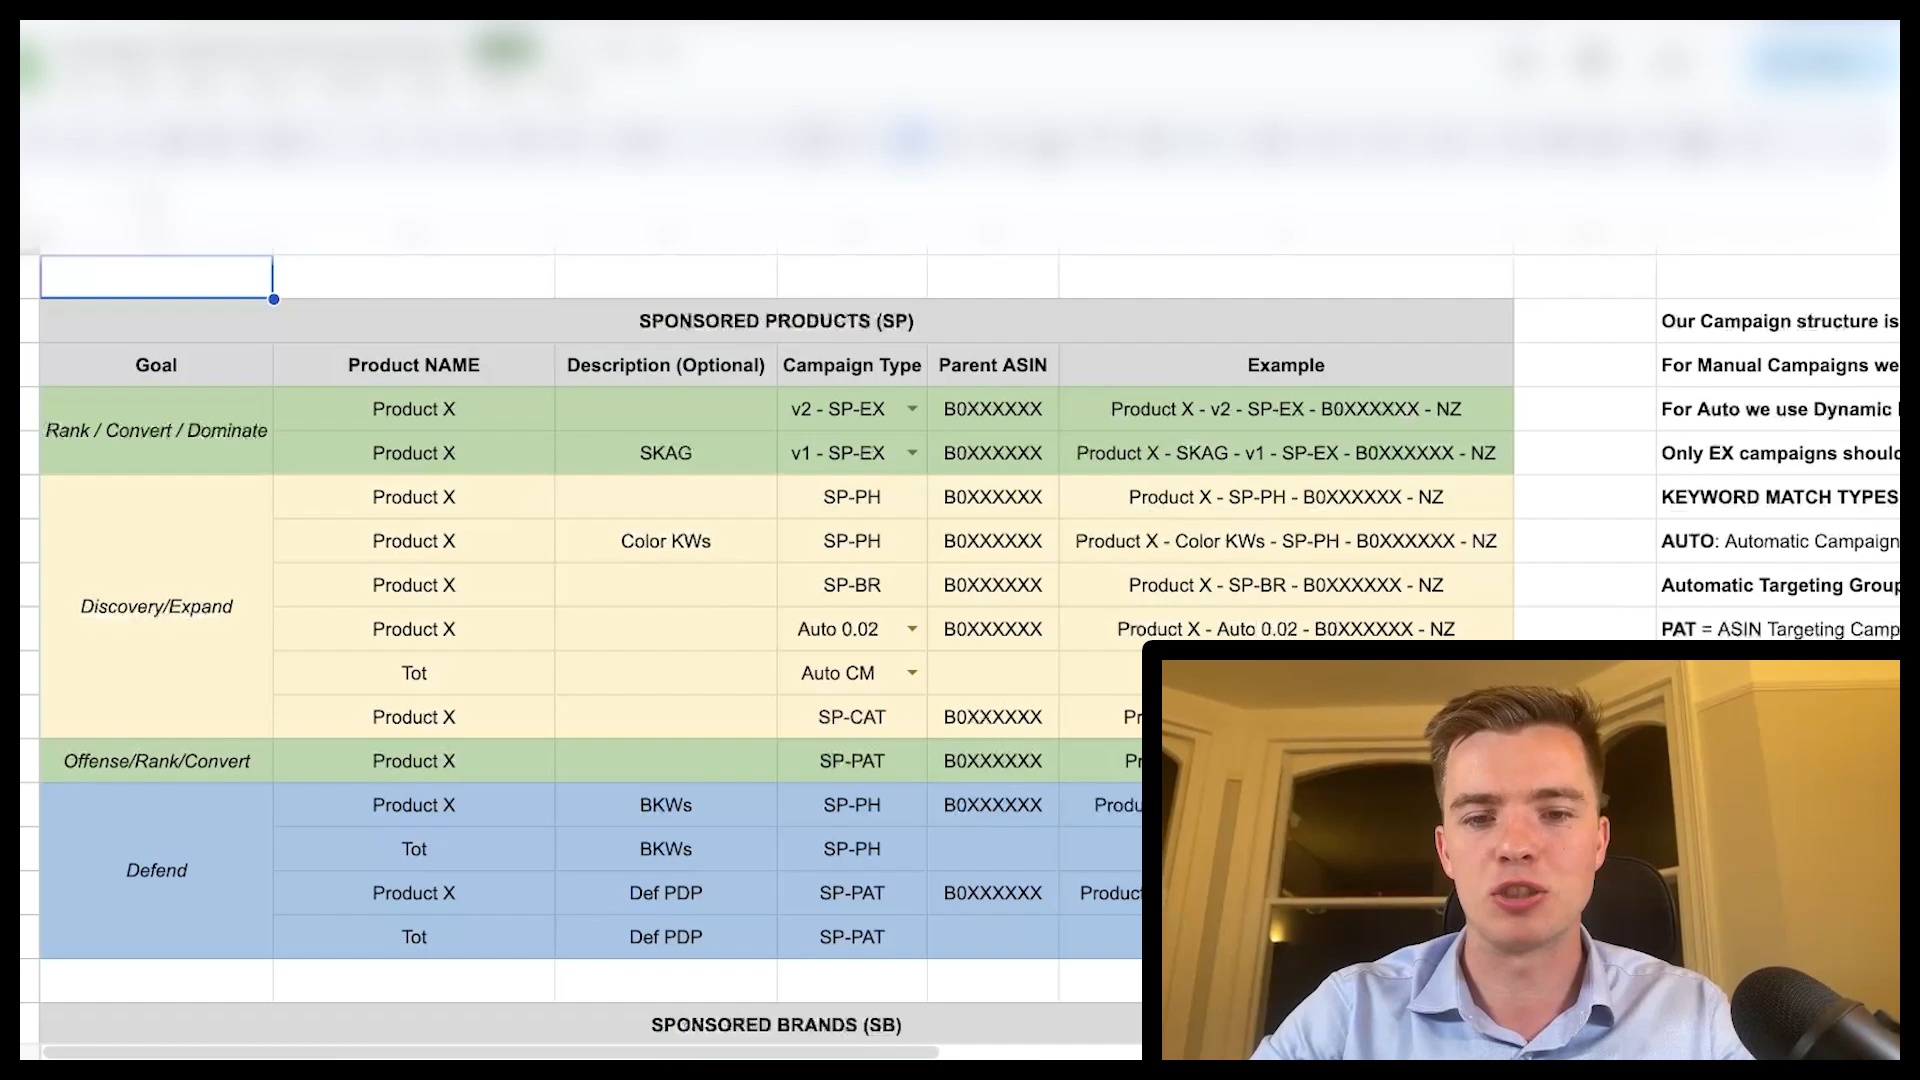 SPONSORED PRODUCTS (SP)
Our Campaign structure is
Goal Product NAME Description (Optional) Campaign Type Parent ASIN Example
For Manual Campaigns we
Rank / Convert / Dominate
Product X v2 - SP-EX B0XXXXXX Product X - v2 - SP-EX - B0XXXXXX - NZ
For Auto we use Dynamic
Product X SKAG v1 - SP-EX B0XXXXXX Product X - SKAG - v1 - SP-EX - B0XXXXXX - NZ
Only EX campaigns shoul
Discovery/Expand
Product X SP-PH B0XXXXXX Product X - SP-PH - B0XXXXXX - NZ
KEYWORD MATCH TYPES
Product X Color KWs SP-PH B0XXXXXX Product X - Color KWs - SP-PH - B0XXXXXX - NZ
AUTO: Automatic Campaign
Product X SP-BR B0XXXXXX Product X - SP-BR - B0XXXXXX - NZ
Automatic Targeting Group
Product X Auto 0.02 B0XXXXXX Product X - Auto 0.02 - B0XXXXXX - NZ
PAT = ASIN Targeting Camp
Tot Auto CM
Product X SP-CAT B0XXXXXX Pr
Offense/Rank/Convert Product X SP-PAT B0XXXXXX Pr
Defend
Product X BKWs SP-PH B0XXXXXX Produ
Tot BKWs SP-PH
Product X Def PDP SP-PAT B0XXXXXX Product
Tot Def PDP SP-PAT
SPONSORED BRANDS (SB)